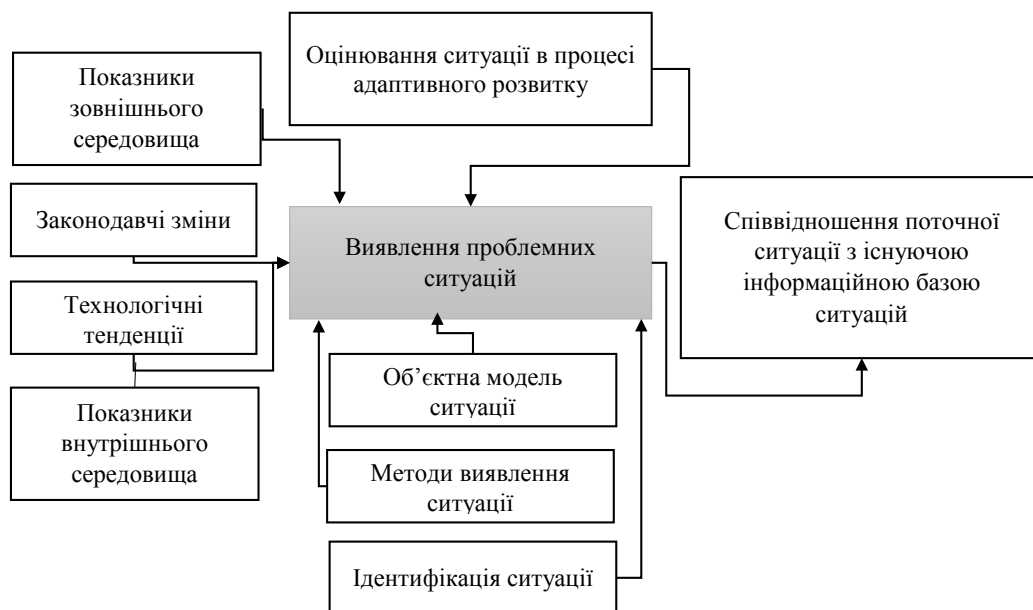 Показники
зовнішнього
середовища
Оцінювання ситуації в процесі
адаптивного розвитку
Законодавчі зміни
Технологічні
тенденції
Показники
внутрішнього
середовища
Виявлення проблемних
ситуацій
Об’єктна модель
ситуації
Методи виявлення
ситуації
Ідентифікація ситуації
Співвідношення поточної
ситуації з існуючою
інформаційною базою
ситуацій